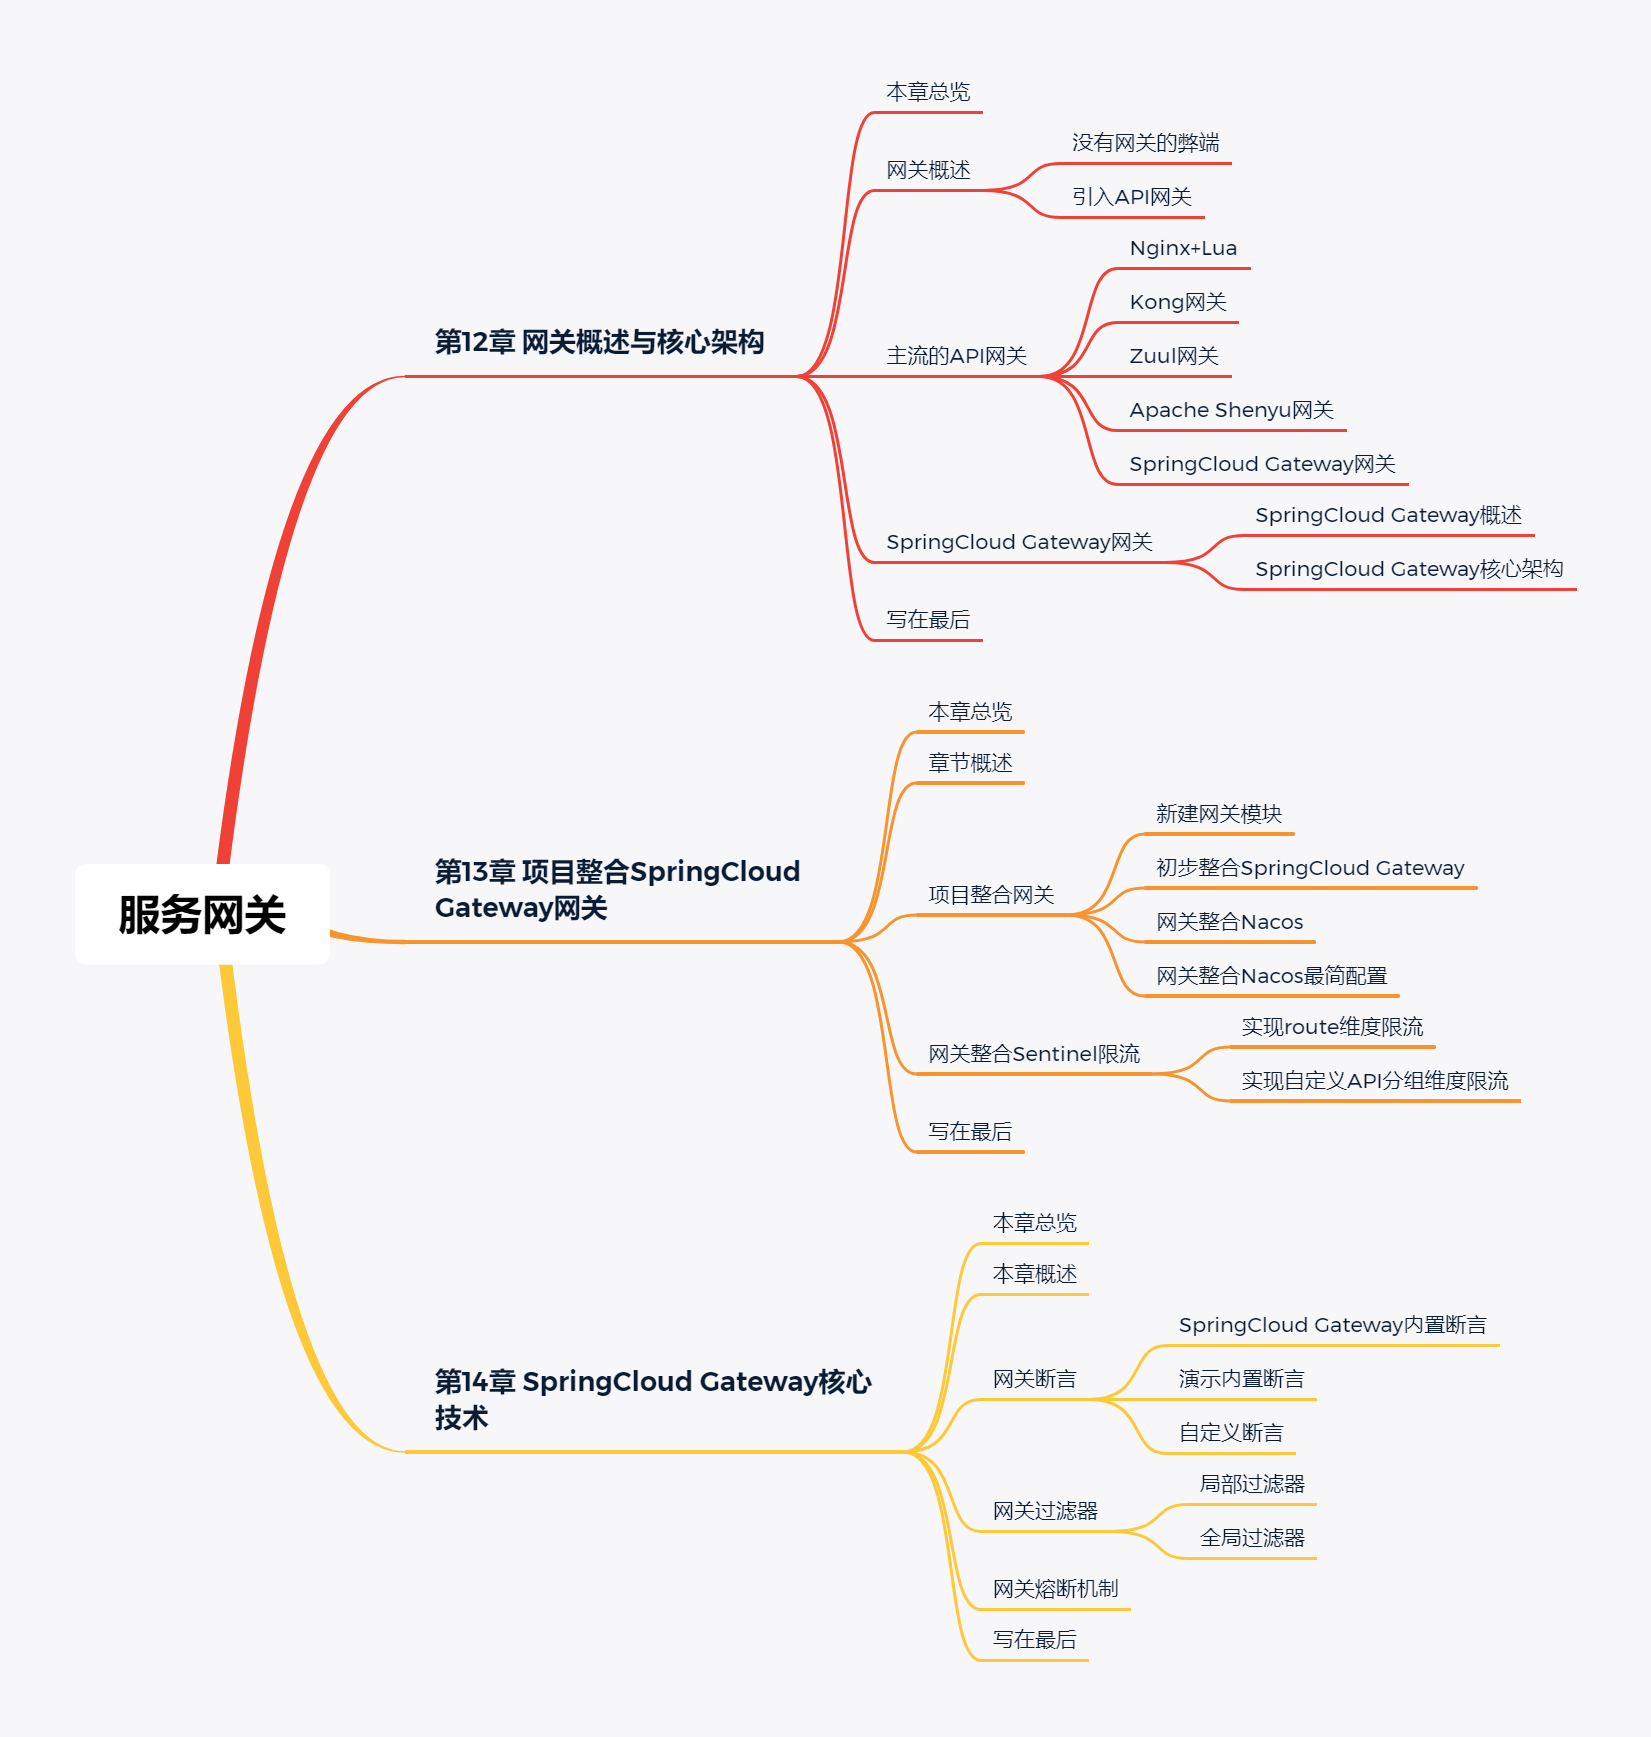 服务网关
第12章 网关概述与核心架构
本章总览
网关概述
没有网关的弊端
引入API网关
主流的API网关
Nginx+Lua
Kong网关
Zuul网关
Apache Shenyu网关
SpringCloud Gateway网关
SpringCloud Gateway网关
SpringCloud Gateway概述
SpringCloud Gateway核心架构
写在最后
第13章 项目整合SpringCloud
Gateway网关
本章总览
章节概述
项目整合网关
新建网关模块
初步整合SpringCloud Gateway
网关整合Nacos
网关整合Nacos最简配置
网关整合Sentinel限流
实现route维度限流
实现自定义API分组维度限流
写在最后
第14章 SpringCloud Gateway核心
技术
本章总览
本章概述
网关断言
SpringCloud Gateway内置断言
演示内置断言
自定义断言
网关过滤器
局部过滤器
全局过滤器
网关熔断机制
写在最后